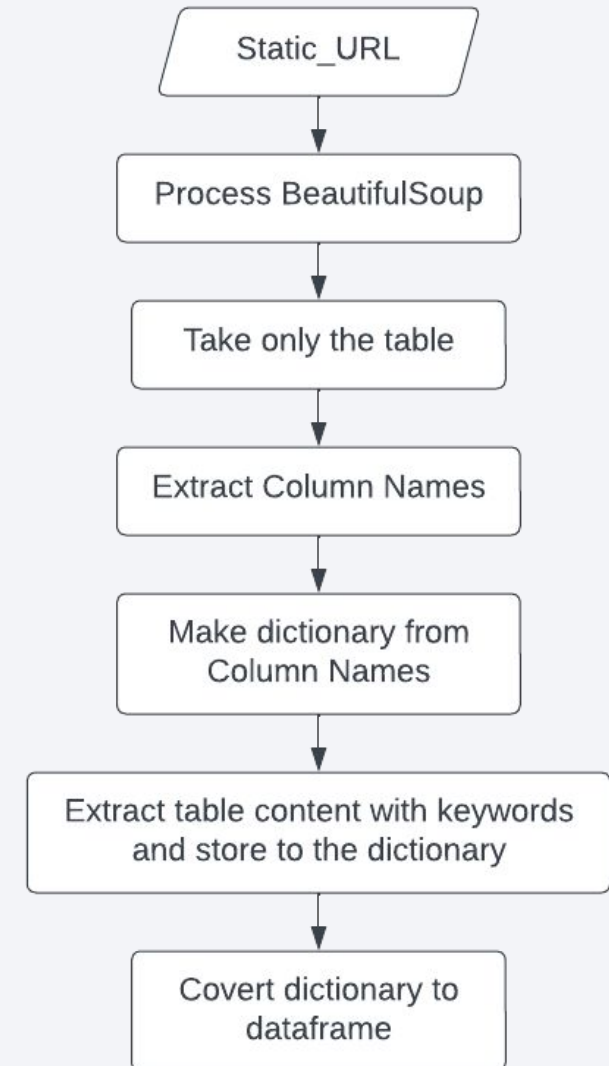 Static_URL
Process BeautifulSoup
Take only the table
Extract Column Names
Make dictionary from
Column Names
Extract table content with keywords
and store to the dictionary
Covert dictionary to
dataframe